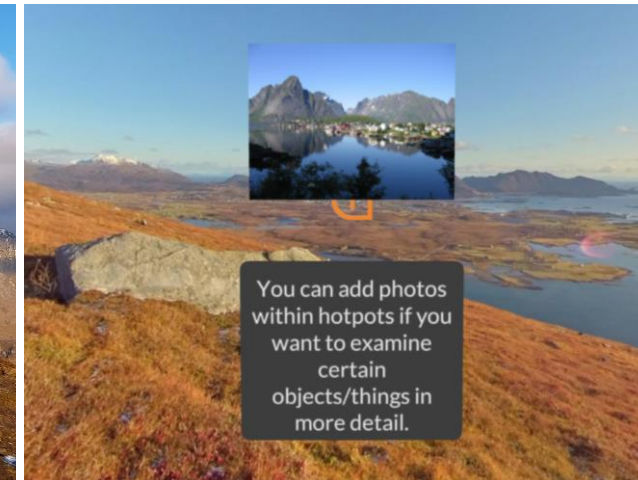 You can add photos
within hotpots if you
want to examine
certain
objects/things in
more detail.